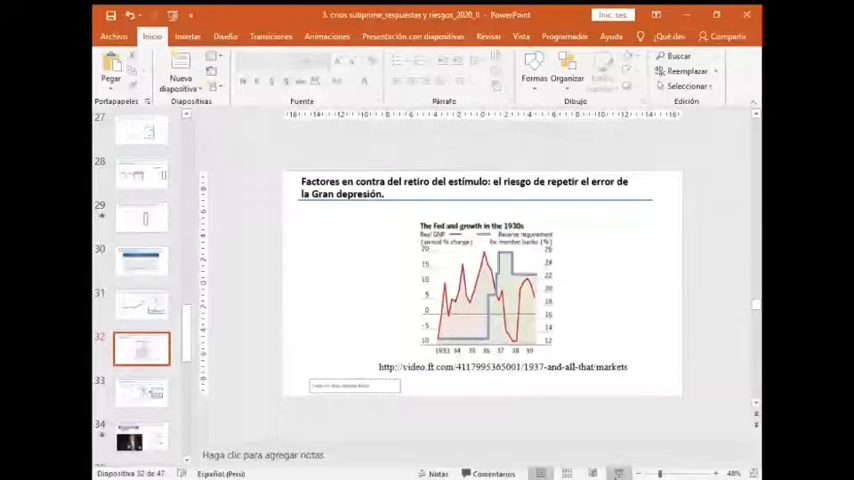 3. crisis subprime_respuestas y riesgos_2020_II - PowerPoint
Inic. ses.
Archivo Inicio Insertar Diseño Transiciones Animaciones Presentación con diapositivas Revisar Vista Programador Ayuda ¿Qué des Compartir
Pegar
Nueva
diapositiva
Formas Organizar
Buscar
Reemplazar
Seleccionar
Portapapeles Diapositivas Fuente Párrafo Dibujo Edición
27
28
29
30
31
32
33
34
Factores en contra del retiro del estímulo: el riesgo de repetir el error de
la Gran depresión.
The Fed and growth in the 1930s
Real GNP
(annual % change)
Reserve requirement
for member banks (%)
20
15
10
5
0
5
10
26
24
22
20
18
16
14
12
1933 34 35 36 37 38 39
http://video.ft.com/4117995365001/1937-and-all-that/markets
Haga clic para agregar notas
Diapositiva 32 de 47 Español (Perú) Notas Comentarios 48%